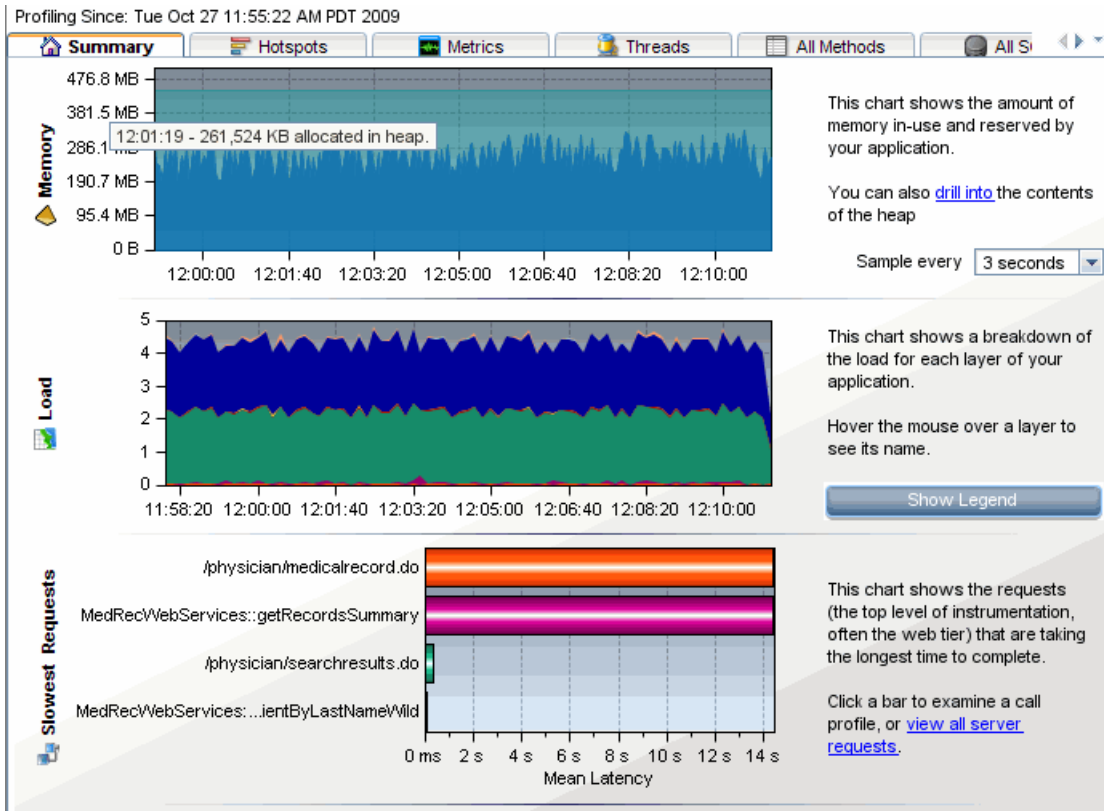 Profiling Since: Tue Oct 27 11:55:22 AM PDT 2009
Summary
Hotspots
Metrics
Threads
All Methods
All S
Memory
476.8 MB
381.5 MB
286.1
190.7 MB
95.4 MB
0 B
12:01:19 - 261,524 KB allocated in heap.
12:00:00 12:01:40 12:03:20 12:05:00 12:06:40 12:08:20 12:10:00
This chart shows the amount of
memory in-use and reserved by
your application.
You can also drill into the contents
of the heap
Sample every 3 seconds
Load
5
4
3
2
1
0
11:58:20 12:00:00 12:01:40 12:03:20 12:05:00 12:06:40 12:08:20 12:10:00
This chart shows a breakdown of
the load for each layer of your
application.
Hover the mouse over a layer to
see its name.
Show Legend
Slowest Requests
/physician/medicalrecord.do
MedRecWebServices::getRecordsSummary
/physician/searchresults.do
MedRecWebServices:...ientByLastNameWild
0 ms 2 s 4 s 6 s 8 s 10 s 12 s 14 s
Mean Latency
This chart shows the requests
(the top level of instrumentation,
often the web tier) that are taking
the longest time to complete.
Click a bar to examine a call
profile, or view all server
requests.